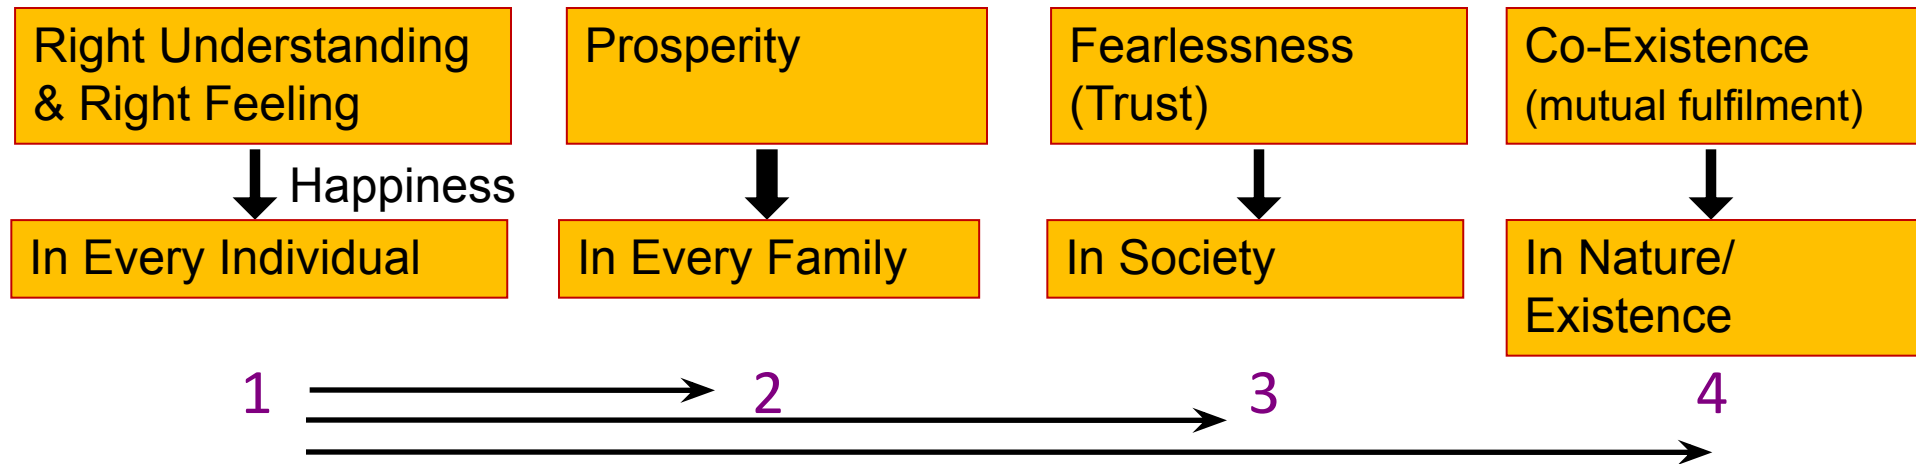 Right Understanding
& Right Feeling
Prosperity
Fearlessness
(Trust)
Co-Existence
(mutual fulfilment)
Happiness
In Every Individual
In Every Family
In Society
In Nature/
Existence
1
2
3
4